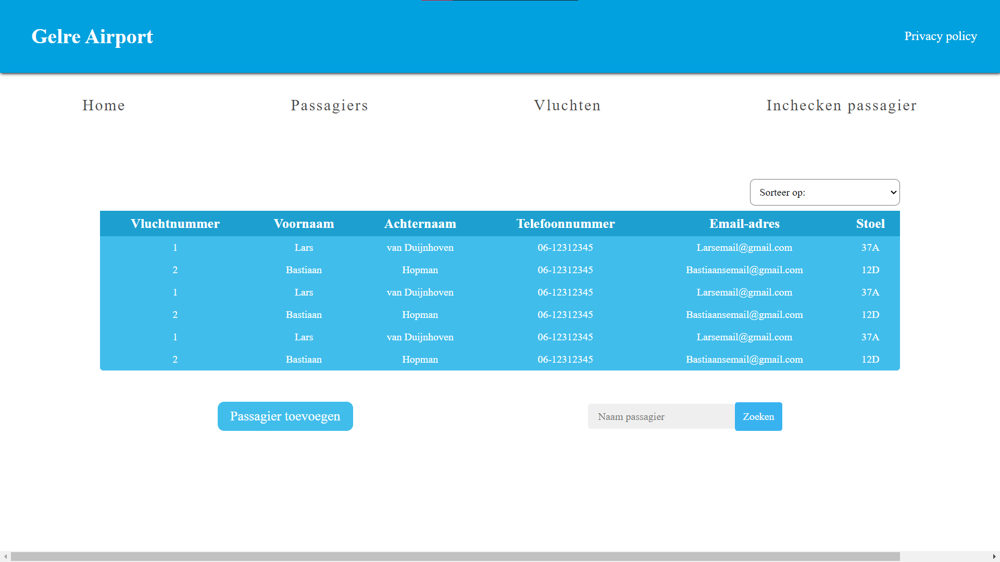 Gelre Airport
Privacy policy
Home Passagiers Vluchten Inchecken passagier
Sorteer op:
Vluchtnummer Voornaam Achternaam Telefoonnummer Email-adres Stoel
1 Lars van Duijnhoven 06-12312345 Larsemail@gmail.com 37A
2 Bastiaan Hopman 06-12312345 Bastiaansemail@gmail.com 12D
1 Lars van Duijnhoven 06-12312345 Larsemail@gmail.com 37A
2 Bastiaan Hopman 06-12312345 Bastiaansemail@gmail.com 12D
1 Lars van Duijnhoven 06-12312345 Larsemail@gmail.com 37A
2 Bastiaan Hopman 06-12312345 Bastiaansemail@gmail.com 12D
Passagier toevoegen
Naam passagier Zoeken